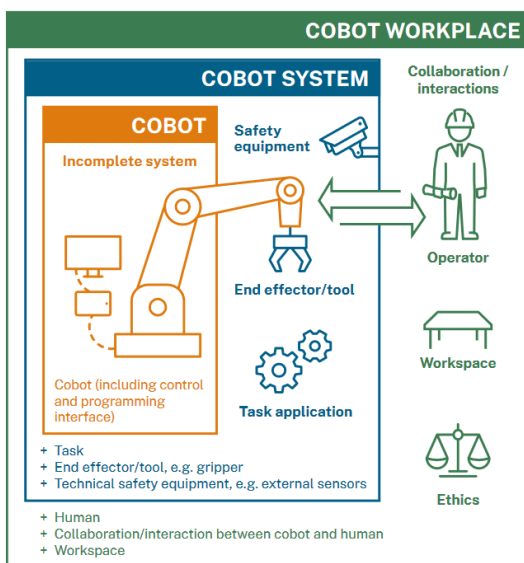 COBOT WORKPLACE
COBOT SYSTEM
Collaboration /
interactions
COBOT
Safety
equipment
Incomplete system
Operator
End effector/tool
Workspace
Cobot (including control
and programming
interface)
Task application
+ Task
+ End effector/tool, e.g. gripper
+ Technical safety equipment, e.g. external sensors
Ethics
+ Human
+ Collaboration/interaction between cobot and human
+ Workspace